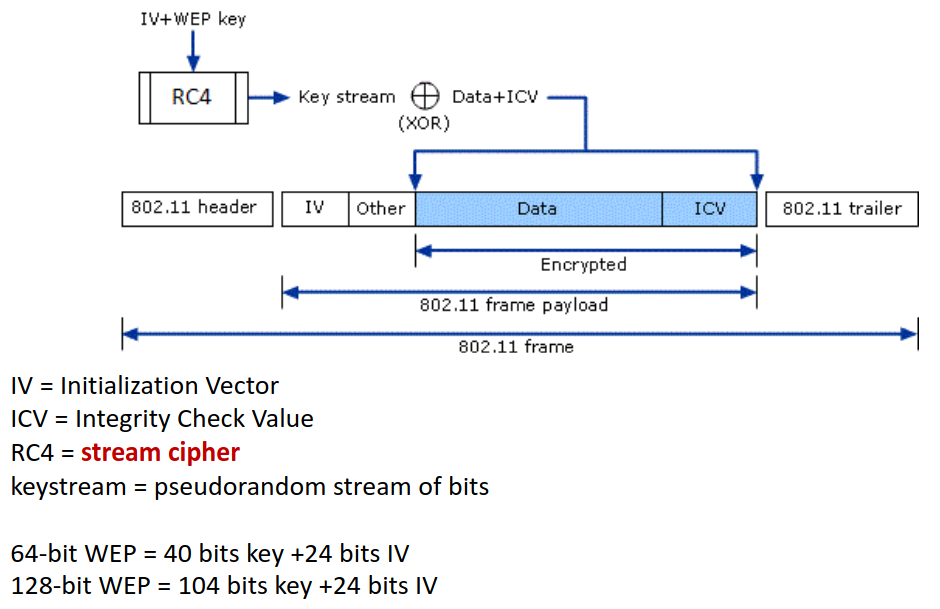 IV+WEP key
RC4
Key stream ⊕ Data+ICV
(XOR)
802.11 header
IV
Other
Data
ICV
802.11 trailer
Encrypted
802.11 frame payload
802.11 frame
IV = Initialization Vector
ICV = Integrity Check Value
RC4 = stream cipher
keystream = pseudorandom stream of bits
64-bit WEP = 40 bits key +24 bits IV
128-bit WEP = 104 bits key +24 bits IV